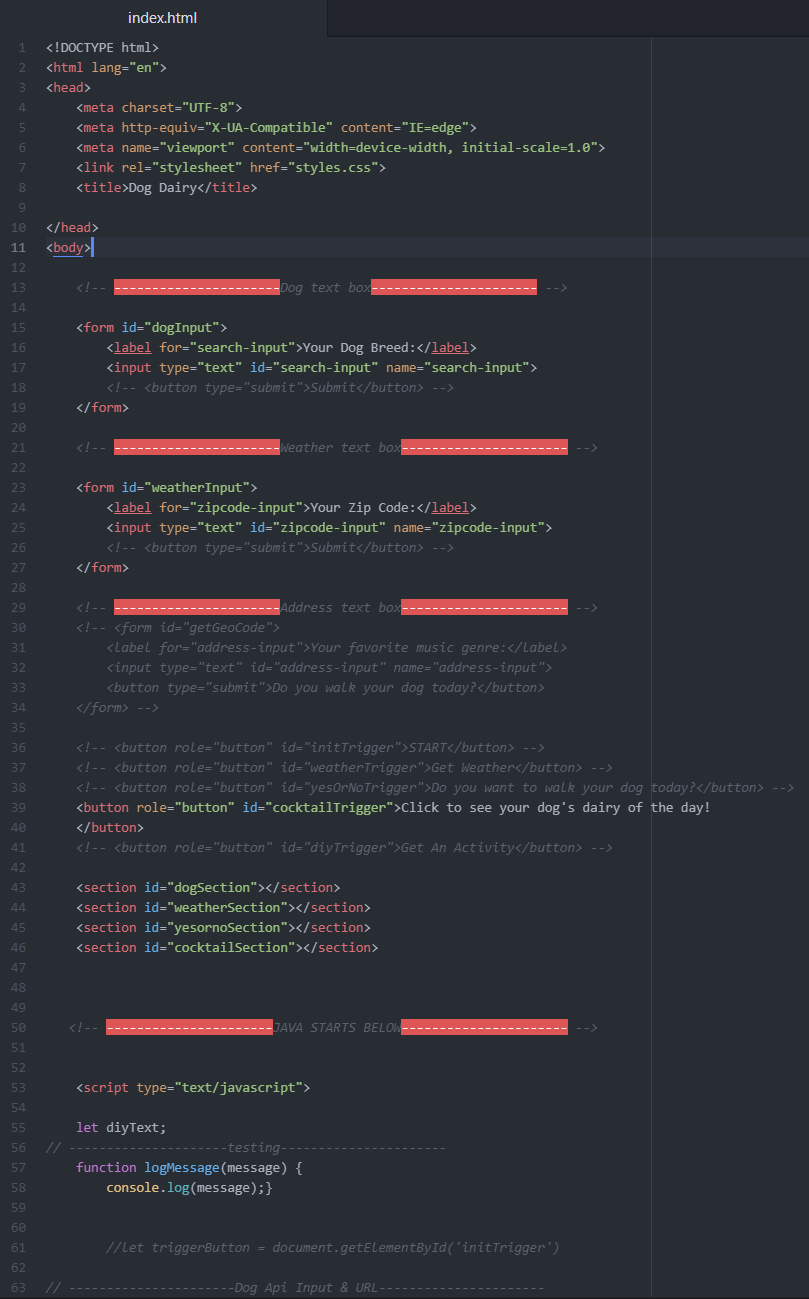 index.html
1 <!DOCTYPE html>
2 <html lang="en">
3 <head>
4 <meta charset="UTF-8">
5 <meta http-equiv="X-UA-Compatible" content="IE=edge">
6 <meta name="viewport" content="width=device-width, initial-scale=1.0">
7 <link rel="stylesheet" href="styles.css">
8 <title>Dog Dairy</title>
9
10 </head>
11 <body>
12
13 <!-- ----------------------Dog text box---------------------- -->
14
15 <form id="dogInput">
16 <label for="search-input">Your Dog Breed:</label>
17 <input type="text" id="search-input" name="search-input">
18 <!-- <button type="submit">Submit</button> -->
19 </form>
20
21 <!-- ----------------------Weather text box---------------------- -->
22
23 <form id="weatherInput">
24 <label for="zipcode-input">Your Zip Code:</label>
25 <input type="text" id="zipcode-input" name="zipcode-input">
26 <!-- <button type="submit">Submit</button> -->
27 </form>
28
29 <!-- ----------------------Address text box---------------------- -->
30 <!-- <form id="getGeoCode">
31 <label for="address-input">Your favorite music genre:</label>
32 <input type="text" id="address-input" name="address-input">
33 <button type="submit">Do you walk your dog today?</button>
34 </form> -->
35
36 <!-- <button role="button" id="initTrigger">START</button> -->
37 <!-- <button role="button" id="weatherTrigger">Get Weather</button> -->
38 <!-- <button role="button" id="yesOrNoTrigger">Do you want to walk your dog today?</button> -->
39 <button role="button" id="cocktailTrigger">Click to see your dog's dairy of the day!
40 </button>
41 <!-- <button role="button" id="diyTrigger">Get An Activity</button> -->
42
43 <section id="dogSection"></section>
44 <section id="weatherSection"></section>
45 <section id="yesornoSection"></section>
46 <section id="cocktailSection"></section>
47
48
49
50 <!-- ----------------------JAVA STARTS BELOW---------------------- -->
51
52
53 <script type="text/javascript">
54
55 let diyText;
56 // ---------------------testing----------------------
57 function logMessage(message) {
58 console.log(message);}
59
60
61 //let triggerButton = document.getElementById('initTrigger')
62
63 // ----------------------Dog Api Input & URL----------------------